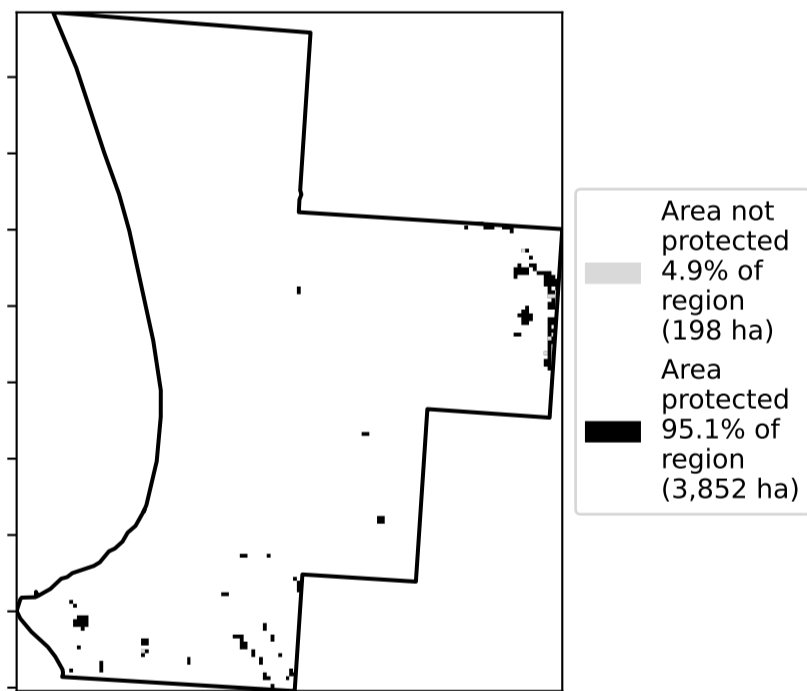 Area not
protected
4.9% of
region
(198 ha)
Area
protected
95.1% of
region
(3,852 ha)